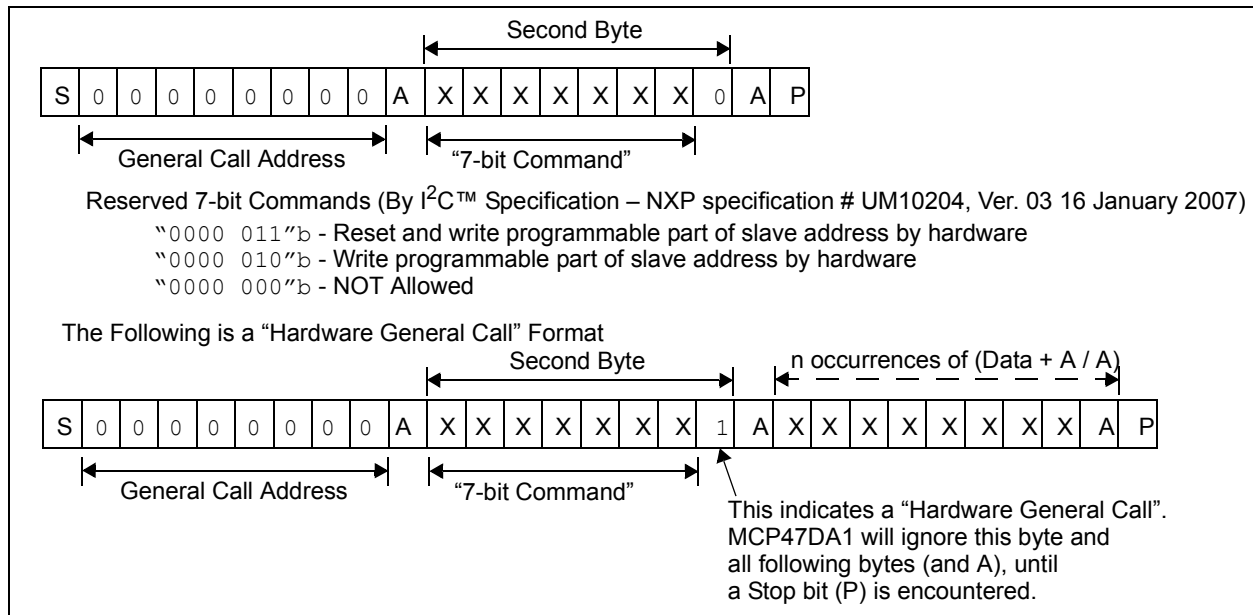 Second Byte
S 0 0 0 0 0 0 0 0 A X X X X X X X 0 A P
General Call Address “7-bit Command”
Reserved 7-bit Commands (By I²C™ Specification – NXP specification # UM10204, Ver. 03 16 January 2007)
“0000 011”b - Reset and write programmable part of slave address by hardware
“0000 010”b - Write programmable part of slave address by hardware
“0000 000”b - NOT Allowed
The Following is a “Hardware General Call” Format
Second Byte n occurrences of (Data + A / A)
S 0 0 0 0 0 0 0 0 A X X X X X X X 1 A X X X X X X X X A P
General Call Address “7-bit Command”
This indicates a “Hardware General Call”.
MCP47DA1 will ignore this byte and
all following bytes (and A), until
a Stop bit (P) is encountered.